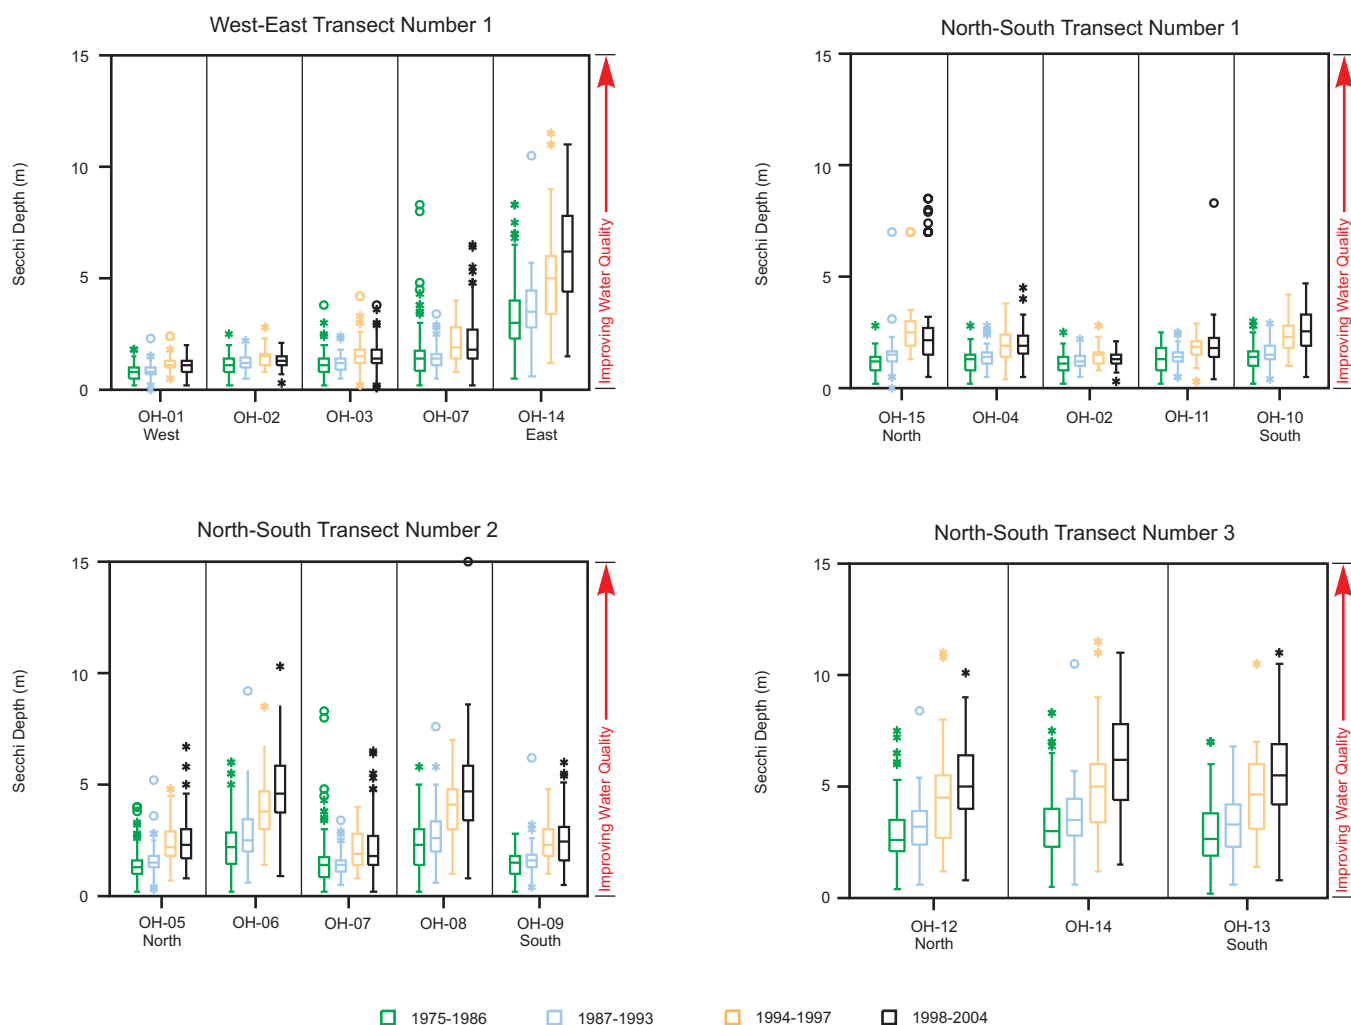 West-East Transect Number 1
15
10
5
0
Secchi Depth (m)
OH-01
West
OH-02
OH-03
OH-07
OH-14
East
Improving Water Quality
North-South Transect Number 1
15
10
5
0
Secchi Depth (m)
OH-15
North
OH-04
OH-02
OH-11
OH-10
South
Improving Water Quality
North-South Transect Number 2
15
10
5
0
Secchi Depth (m)
OH-05
North
OH-06
OH-07
OH-08
OH-09
South
Improving Water Quality
North-South Transect Number 3
15
10
5
0
Secchi Depth (m)
OH-12
North
OH-14
OH-13
South
Improving Water Quality
1975-1986
1987-1993
1994-1997
1998-2004